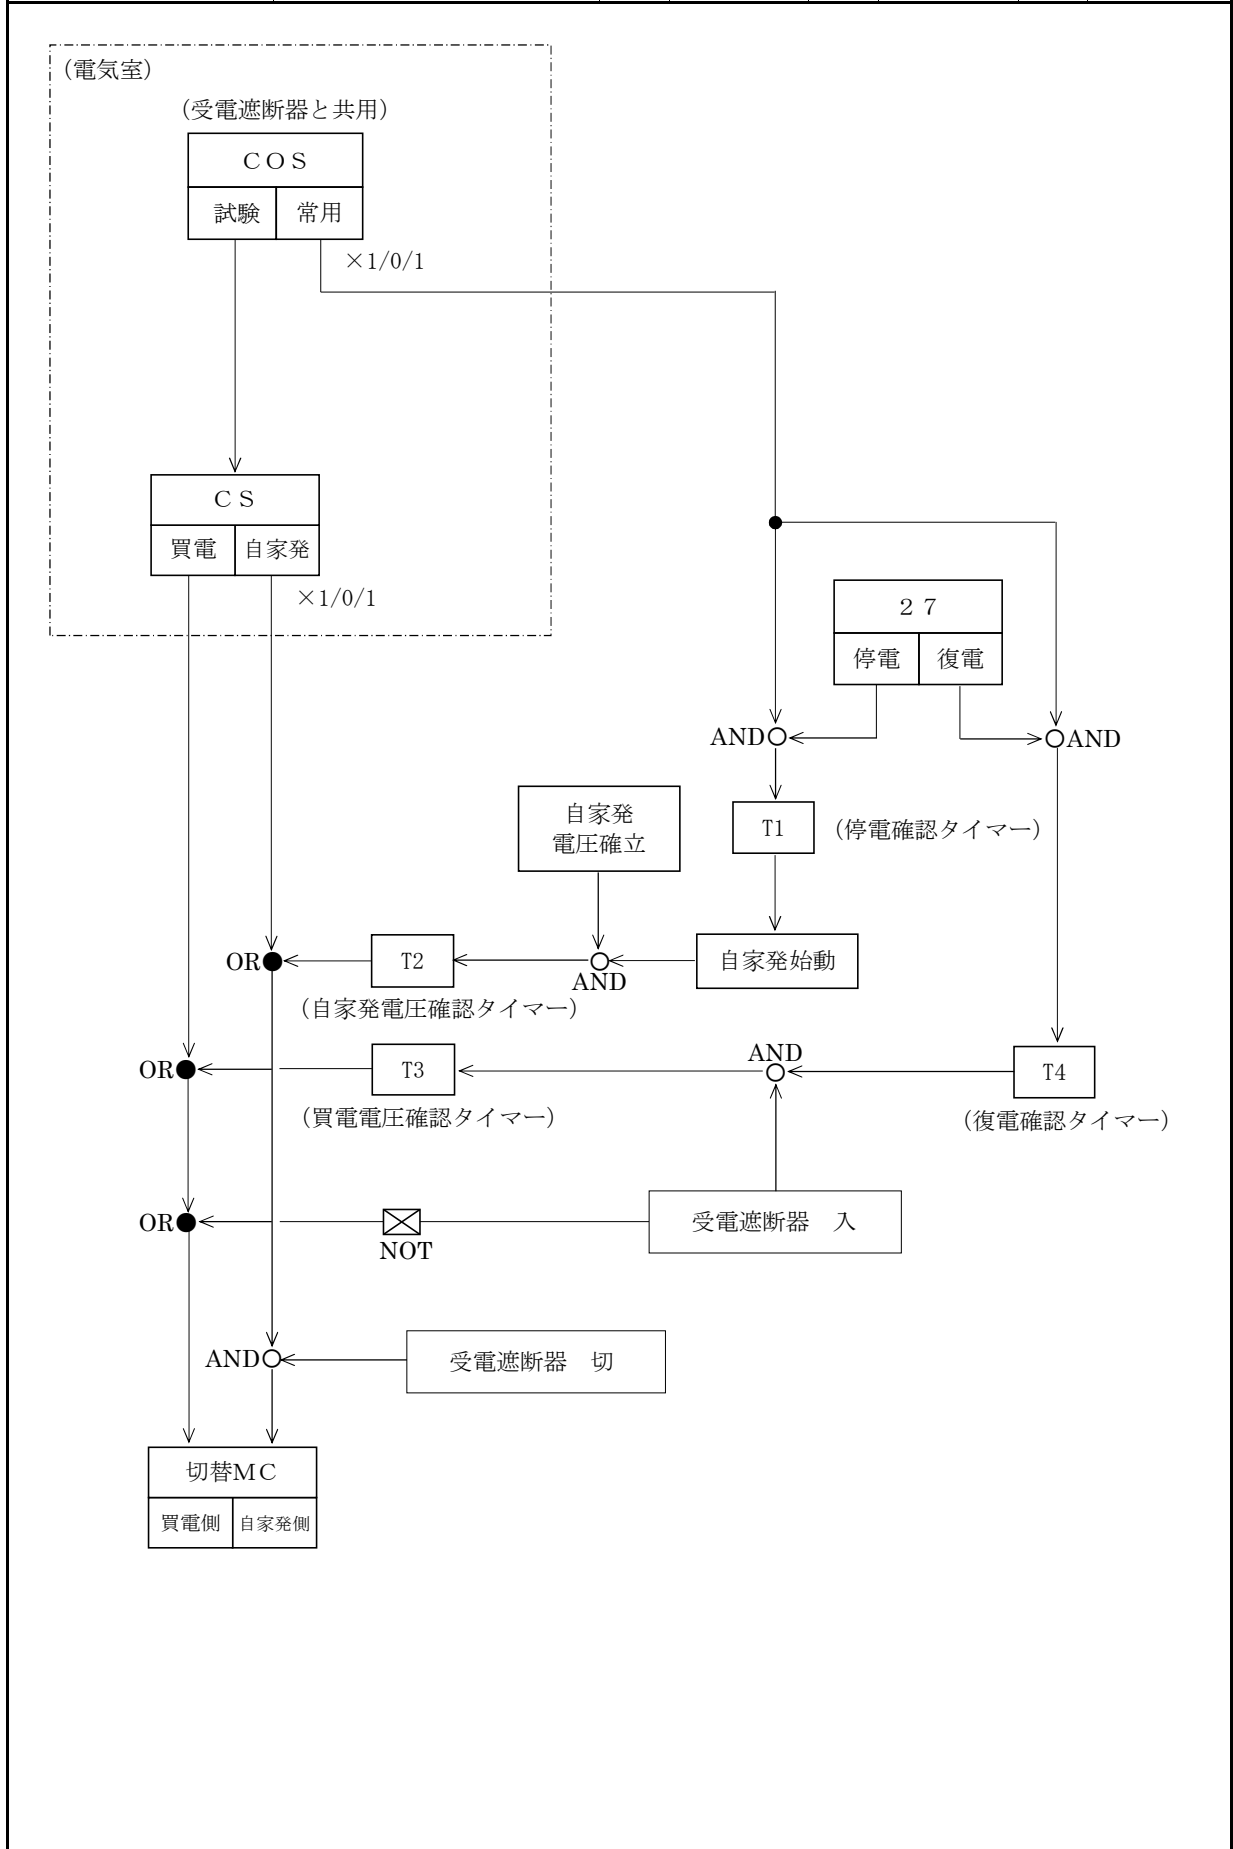 (電気室)
(受電遮断器と共用)
ＣＯＳ
試験 常用
×1/0/1
ＣＳ
買電 自家発
×1/0/1
２７
停電 復電
AND
AND
自家発
電圧確立
T1
(停電確認タイマー)
OR
T2
AND
自家発始動
(自家発電圧確認タイマー)
OR
T3
AND
T4
(買電電圧確認タイマー)
(復電確認タイマー)
OR
NOT
受電遮断器　入
AND
受電遮断器　切
切替ＭＣ
買電側 自家発側